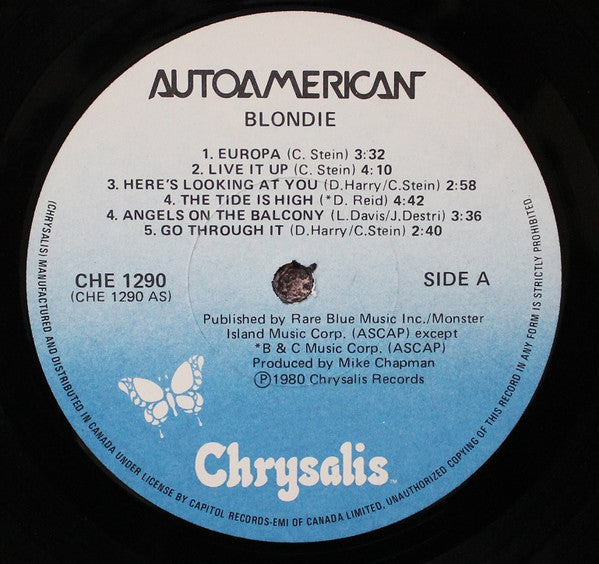 AUTOAMERICAN
BLONDIE
1. EUROPA (C. Stein) 3:32
2. LIVE IT UP (C. Stein) 4:10
3. HERE'S LOOKING AT YOU (D. Harry/C. Stein) 2:58
4. THE TIDE IS HIGH (*D. Reid) 4:42
4. ANGELS ON THE BALCONY (L. Davis/J. Destri) 3:36
5. GO THROUGH IT (D. Harry/C. Stein) 2:40
CHE 1290
(CHE 1290 AS)
SIDE A
Published by Rare Blue Music Inc./Monster
Island Music Corp. (ASCAP) except
*B & C Music Corp. (ASCAP)
Produced by Mike Chapman
Ⓟ1980 Chrysalis Records
Chrysalis™
(CHRYSALIS) MANUFACTURED AND DISTRIBUTED IN CANADA UNDER LICENSE BY CAPITOL RECORDS-EMI OF CANADA LIMITED, UNAUTHORIZED COPYING OF THIS RECORD IN ANY FORM IS STRICTLY PROHIBITED.